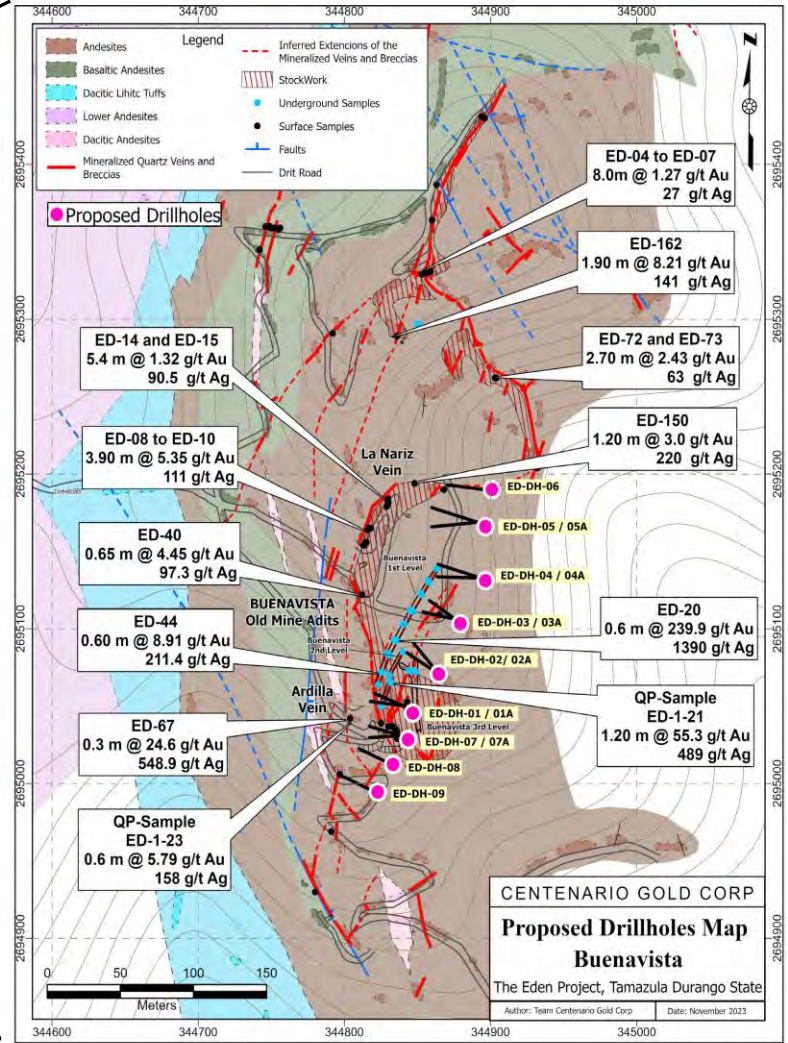 344600
344700
344800
344900
345000
Legend
Andesites
Basaltic Andesites
Dacitic Lihitc Tuffs
Lower Andesites
Dacitic Andesites
Mineralized Quartz Veins and
Breccias
Inferred Extencions of the
Mineralized Veins and Breccias
StockWork
Underground Samples
Surface Samples
Faults
Drit Road
Proposed Drillholes
2695400
2695400
ED-04 to ED-07
8.0m @ 1.27 g/t Au
27 g/t Ag
ED-162
1.90 m @ 8.21 g/t Au
141 g/t Ag
2695300
2695300
ED-14 and ED-15
5.4 m @ 1.32 g/t Au
90.5 g/t Ag
ED-72 and ED-73
2.70 m @ 2.43 g/t Au
63 g/t Ag
ED-08 to ED-10
3.90 m @ 5.35 g/t Au
111 g/t Ag
La Nariz
Vein
ED-150
1.20 m @ 3.0 g/t Au
220 g/t Ag
2695200
2695200
ED-DH-06
ED-DH-05 / 05A
ED-40
0.65 m @ 4.45 g/t Au
97.3 g/t Ag
Buenavista
1st Level
ED-DH-04 / 04A
BUENAVISTA
Old Mine Adits
ED-DH-03 / 03A
2695100
2695100
ED-44
0.60 m @ 8.91 g/t Au
211.4 g/t Ag
Buenavista
2nd Level
ED-20
0.6 m @ 239.9 g/t Au
1390 g/t Ag
ED-DH-02/ 02A
Ardilla
Vein
QP-Sample
ED-1-21
1.20 m @ 55.3 g/t Au
489 g/t Ag
ED-DH-01 / 01A
Buenavista 3rd Level
ED-67
0.3 m @ 24.6 g/t Au
548.9 g/t Ag
ED-DH-07 / 07A
ED-DH-08
2695000
2695000
ED-DH-09
QP-Sample
ED-1-23
0.6 m @ 5.79 g/t Au
158 g/t Ag
2694900
2694900
CENTENARIO GOLD CORP
Proposed Drillholes Map
Buenavista
The Eden Project, Tamazula Durango State
Author: Team Centenario Gold Corp
Date: November 2023
0
50
100
150
Meters
344600
344700
344800
344900
345000